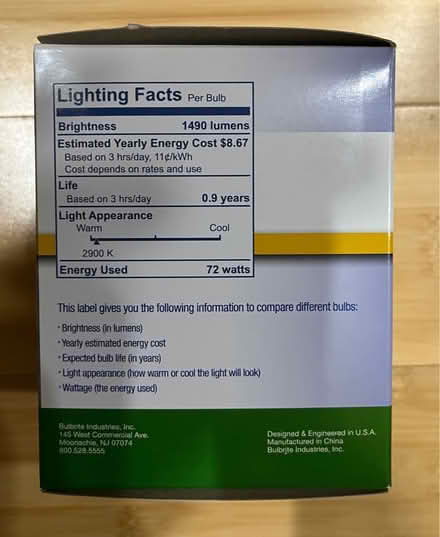 Lighting Facts Per Bulb
Brightness 1490 lumens
Estimated Yearly Energy Cost $8.67
Based on 3 hrs/day, 11¢/kWh
Cost depends on rates and use
Life
Based on 3 hrs/day 0.9 years
Light Appearance
Warm Cool
2900 K
Energy Used 72 watts
This label gives you the following information to compare different bulbs:
• Brightness (in lumens)
• Yearly estimated energy cost
• Expected bulb life (in years)
• Light appearance (how warm or cool the light will look)
• Wattage (the energy used)
Bulbrite Industries, Inc.
145 West Commercial Ave.
Moonachie, NJ 07074
800.528.5555
Designed & Engineered in U.S.A.
Manufactured in China
Bulbrite Industries, Inc.